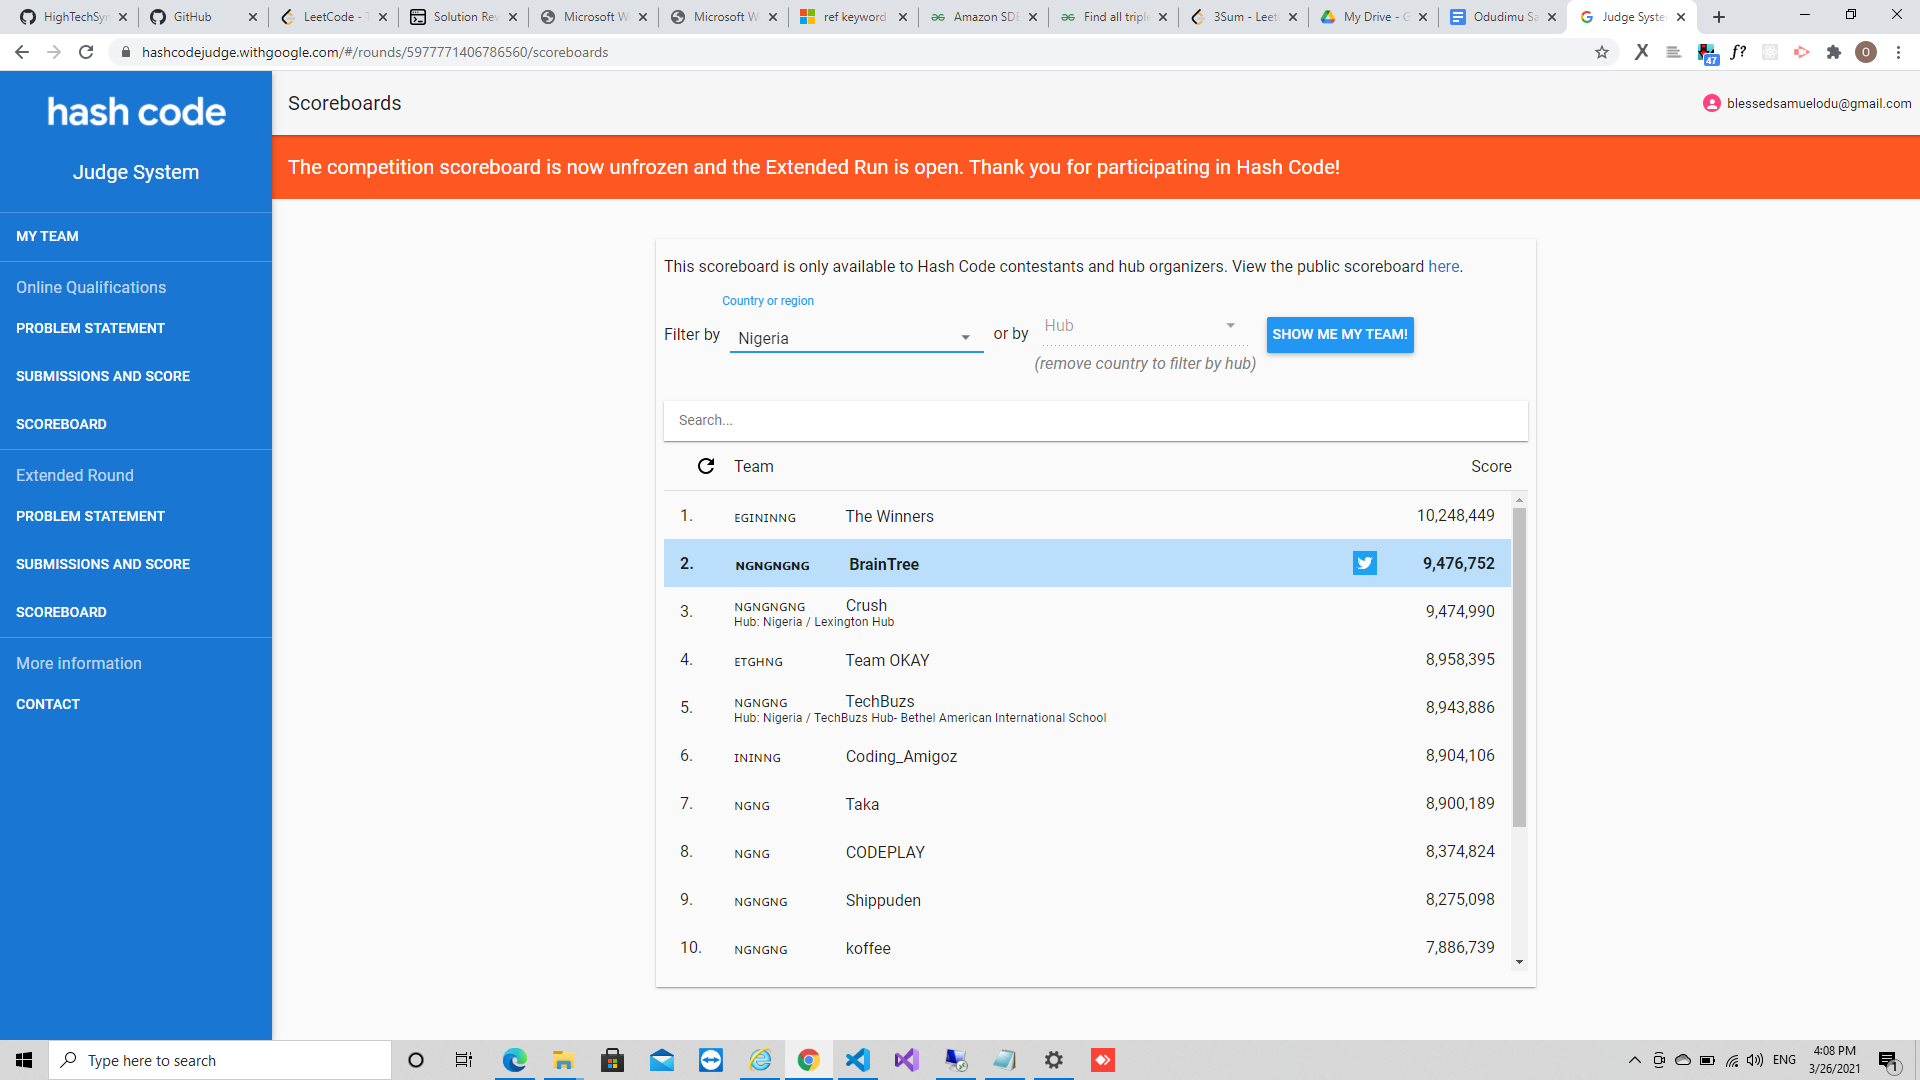 HighTechSyn
GitHub
LeetCode - T
Solution Rev
Microsoft W
Microsoft W
ref keyword
Amazon SDE
Find all triple
3Sum - Leet
My Drive - G
Odudimu Sa
Judge System
hashcodejudge.withgoogle.com/#/rounds/5977771406786560/scoreboards
47
f?
O
hash code
Judge System
MY TEAM
Online Qualifications
PROBLEM STATEMENT
SUBMISSIONS AND SCORE
SCOREBOARD
Extended Round
PROBLEM STATEMENT
SUBMISSIONS AND SCORE
SCOREBOARD
More information
CONTACT
Scoreboards
blessedsamuelodu@gmail.com
The competition scoreboard is now unfrozen and the Extended Run is open. Thank you for participating in Hash Code!
This scoreboard is only available to Hash Code contestants and hub organizers. View the public scoreboard here.
Country or region
Filter by Nigeria or by Hub SHOW ME MY TEAM!
(remove country to filter by hub)
Search...
Team Score
1. EGININNG The Winners 10,248,449
2. NGNGNGNG BrainTree 9,476,752
3. NGNGNGNG Crush 9,474,990
Hub: Nigeria / Lexington Hub
4. ETGHNG Team OKAY 8,958,395
5. NGNGNG TechBuzs 8,943,886
Hub: Nigeria / TechBuzs Hub- Bethel American International School
6. ININNG Coding_Amigoz 8,904,106
7. NGNG Taka 8,900,189
8. NGNG CODEPLAY 8,374,824
9. NGNGNG Shippuden 8,275,098
10. NGNGNG koffee 7,886,739
Type here to search
ENG
4:08 PM
3/26/2021
1